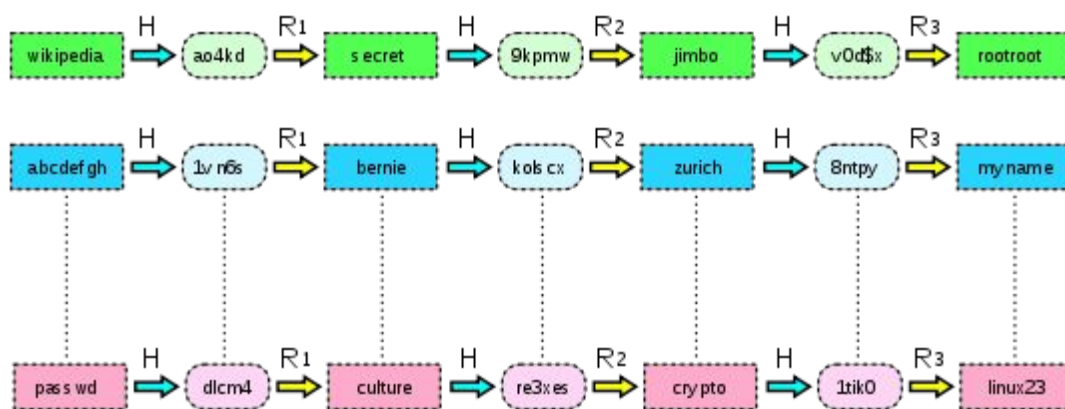 H R1 H R2 H R3
wikipedia ao4kd secret 9kpmw jimbo v0d$x rootroot
H R1 H R2 H R3
abcdefgh 1vn6s bernie kolscx zurich 8ntpy myname
H R1 H R2 H R3
passwd dlcm4 culture re3xes crypto 1tik0 linux23